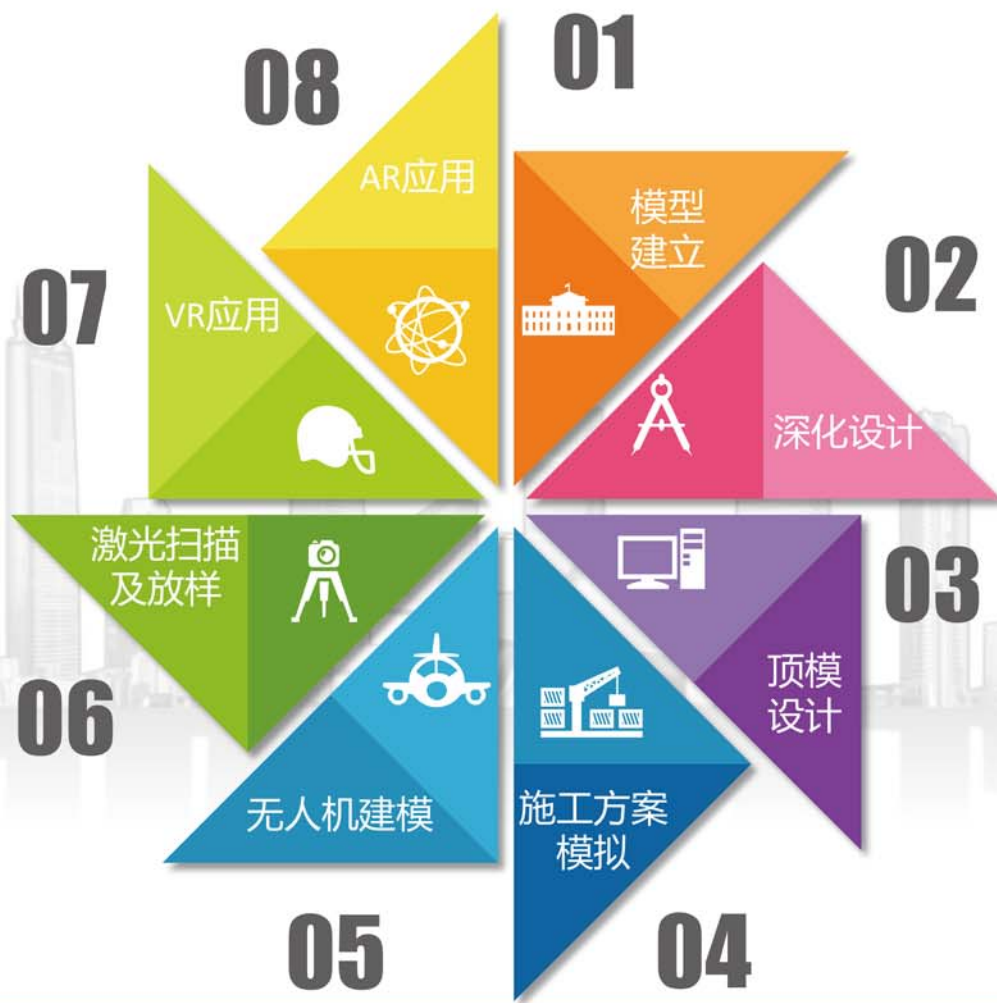 01
模型
建立
02
深化设计
03
顶模
设计
04
施工方案
模拟
05
无人机建模
06
激光扫描
及放样
07
VR应用
08
AR应用